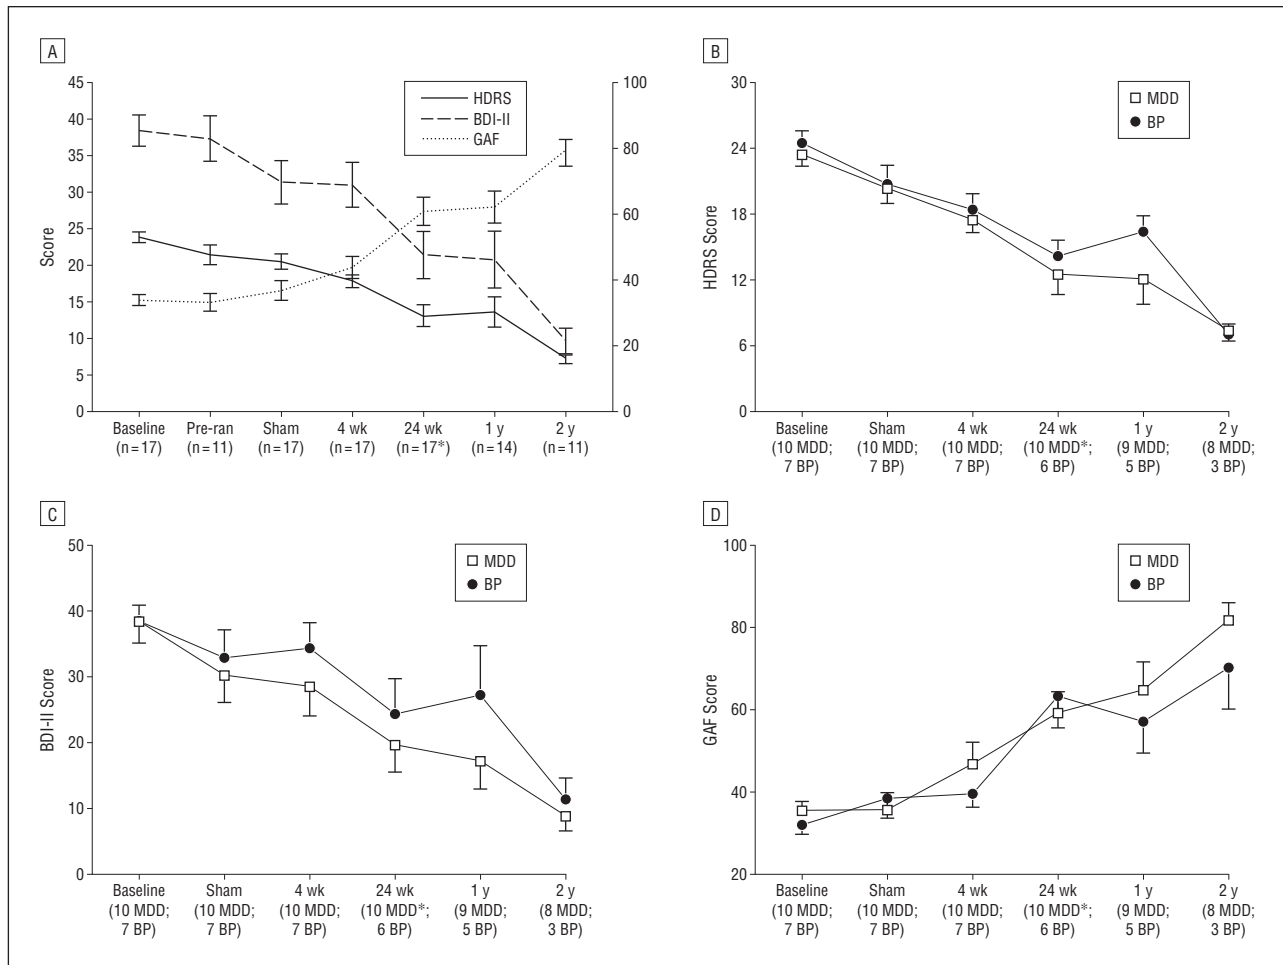 A
Score
45
40
35
30
25
20
15
10
5
0
100
80
60
40
20
0
HDRS
BDI-II
GAF
Baseline
(n=17)
Pre-ran
(n=11)
Sham
(n=17)
4 wk
(n=17)
24 wk
(n=17*)
1 y
(n=14)
2 y
(n=11)
B
HDRS Score
30
24
18
12
6
0
MDD
BP
Baseline
(10 MDD;
7 BP)
Sham
(10 MDD;
7 BP)
4 wk
(10 MDD;
7 BP)
24 wk
(10 MDD*;
6 BP)
1 y
(9 MDD;
5 BP)
2 y
(8 MDD;
3 BP)
C
BDI-II Score
50
40
30
20
10
0
MDD
BP
Baseline
(10 MDD;
7 BP)
Sham
(10 MDD;
7 BP)
4 wk
(10 MDD;
7 BP)
24 wk
(10 MDD*;
6 BP)
1 y
(9 MDD;
5 BP)
2 y
(8 MDD;
3 BP)
D
GAF Score
100
80
60
40
20
MDD
BP
Baseline
(10 MDD;
7 BP)
Sham
(10 MDD;
7 BP)
4 wk
(10 MDD;
7 BP)
24 wk
(10 MDD*;
6 BP)
1 y
(9 MDD;
5 BP)
2 y
(8 MDD;
3 BP)